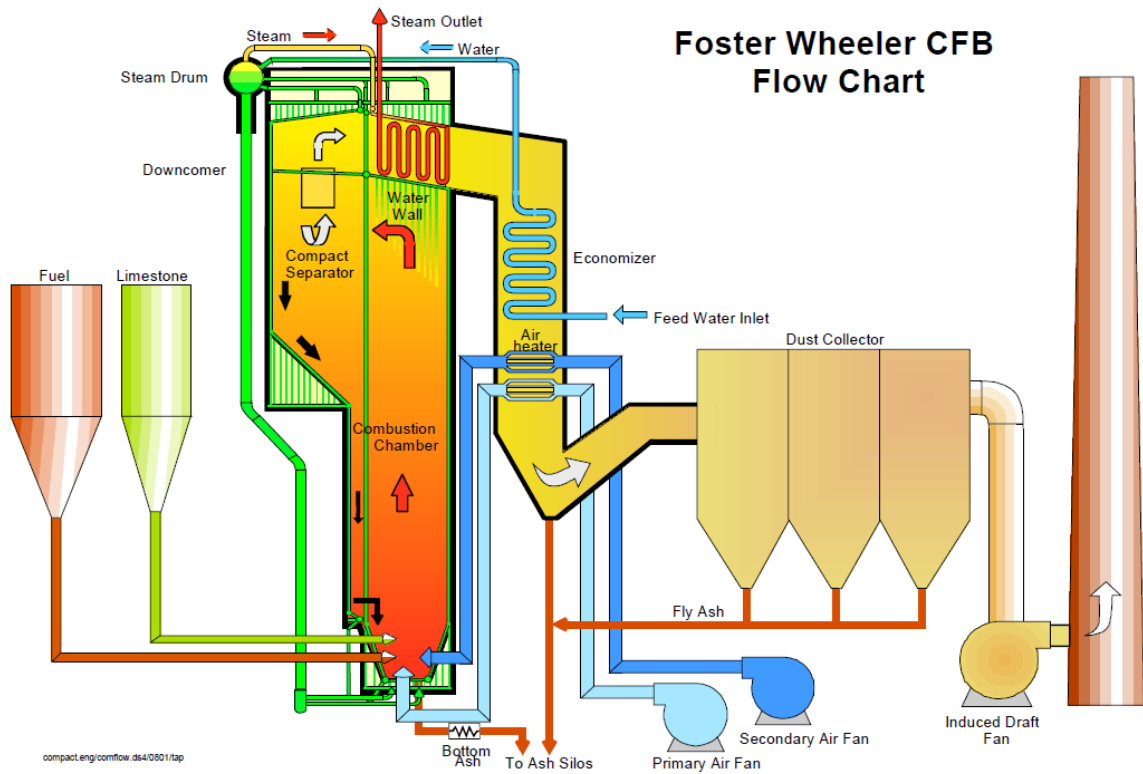 Foster Wheeler CFB
Flow Chart
Steam Outlet
Steam
Water
Steam Drum
Downcomer
Water
Wall
Compact
Separator
Economizer
Fuel
Limestone
Feed Water Inlet
Air
heater
Dust Collector
Combustion
Chamber
Fly Ash
Bottom
Ash
To Ash Silos
Primary Air Fan
Secondary Air Fan
Induced Draft
Fan
compact.eng/comflow.ds4/0801/tap